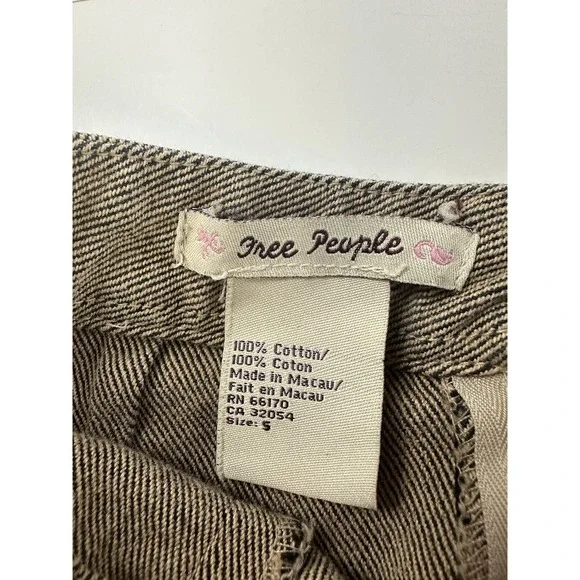 Free People
100% Cotton/
100% Coton
Made in Macau/
Fait en Macau
RN 66170
CA 32054
Size: S